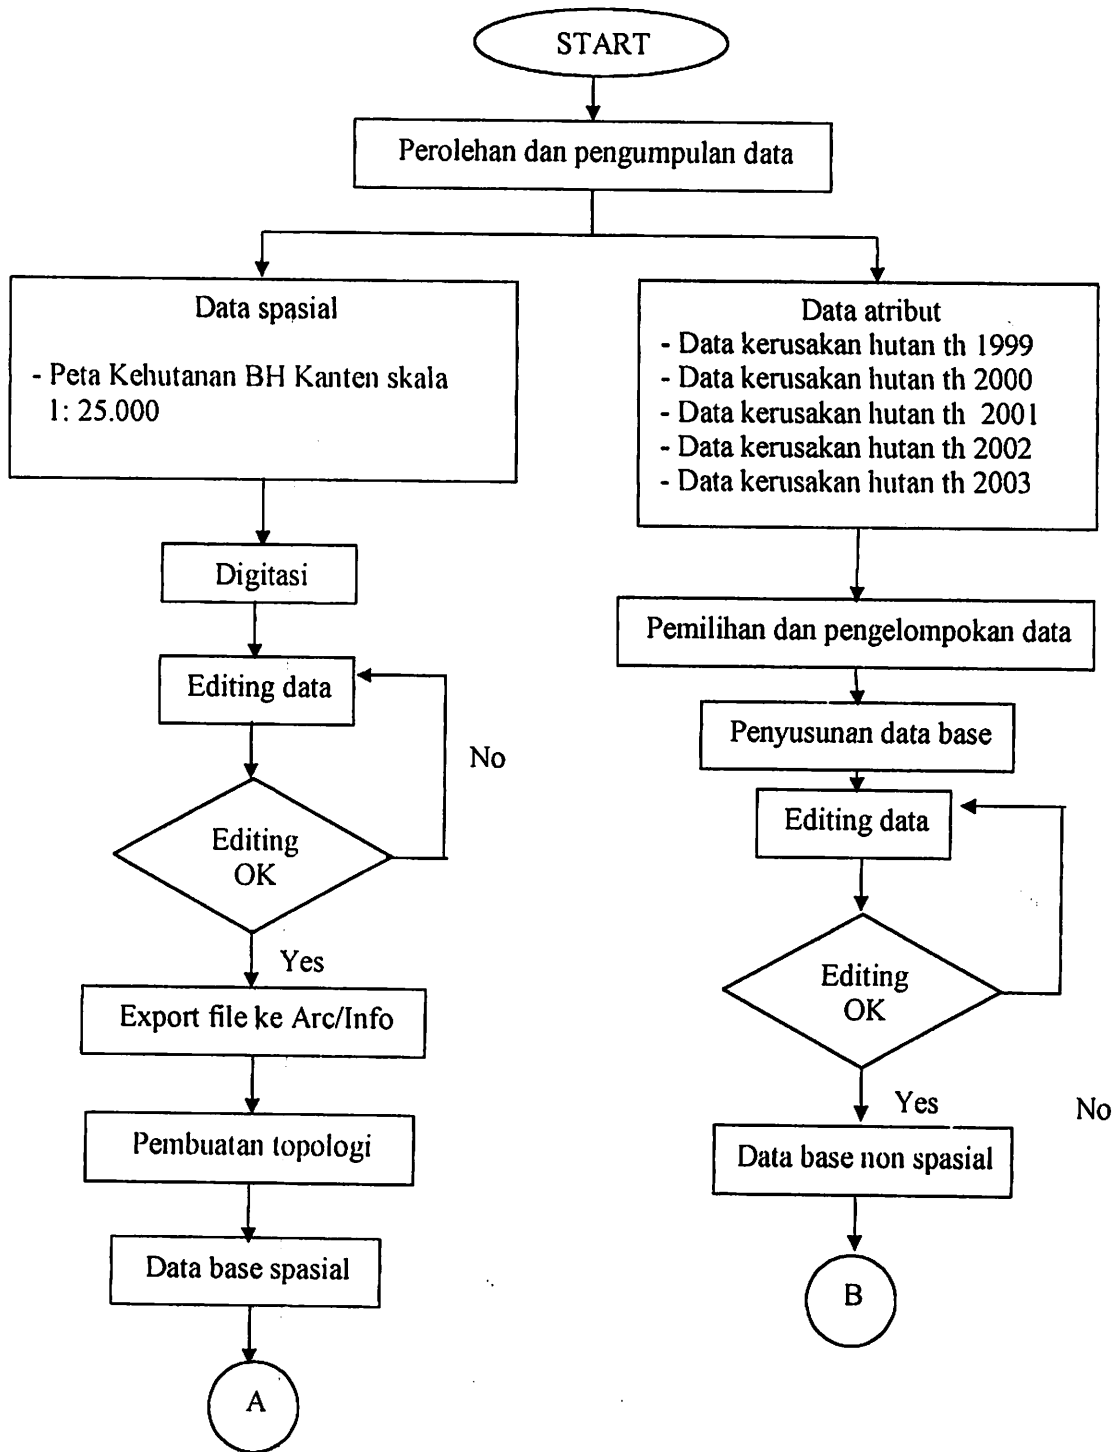 START
Perolehan dan pengumpulan data
Data spasial
- Peta Kehutanan BH Kanten skala
1: 25.000
Digitasi
Editing data
No
Editing
OK
Yes
Export file ke Arc/Info
Pembuatan topologi
Data base spasial
A
Data atribut
- Data kerusakan hutan th 1999
- Data kerusakan hutan th 2000
- Data kerusakan hutan th 2001
- Data kerusakan hutan th 2002
- Data kerusakan hutan th 2003
Pemilihan dan pengelompokan data
Penyusunan data base
Editing data
Editing
OK
Yes
No
Data base non spasial
B